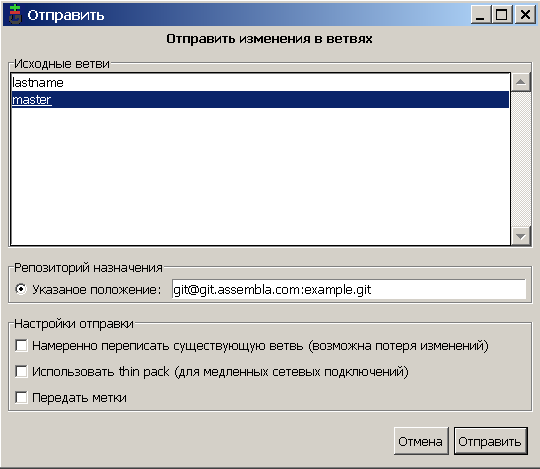 Отправить
Отправить изменения в ветвях
Исходные ветви
lastname
master
Репозиторий назначения
Указаное положение: git@git.assembla.com:example.git
Настройки отправки
Намеренно переписать существующую ветвь (возможна потеря изменений)
Использовать thin pack (для медленных сетевых подключений)
Передать метки
Отмена Отправить